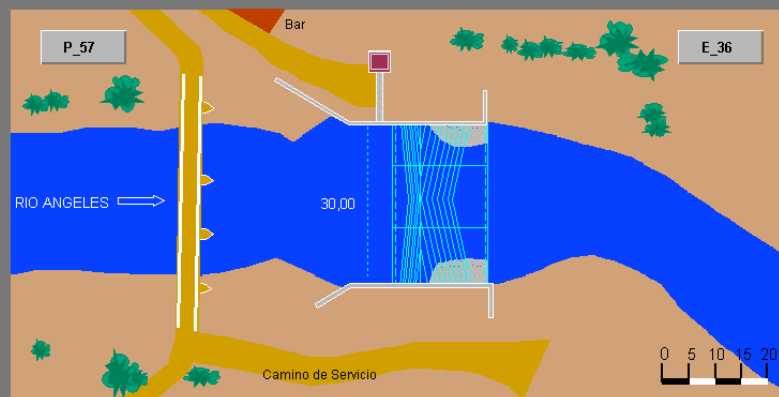 Bar
P_57
E_36
RIO ANGELES
30,00
0 5 10 15 20
Camino de Servicio